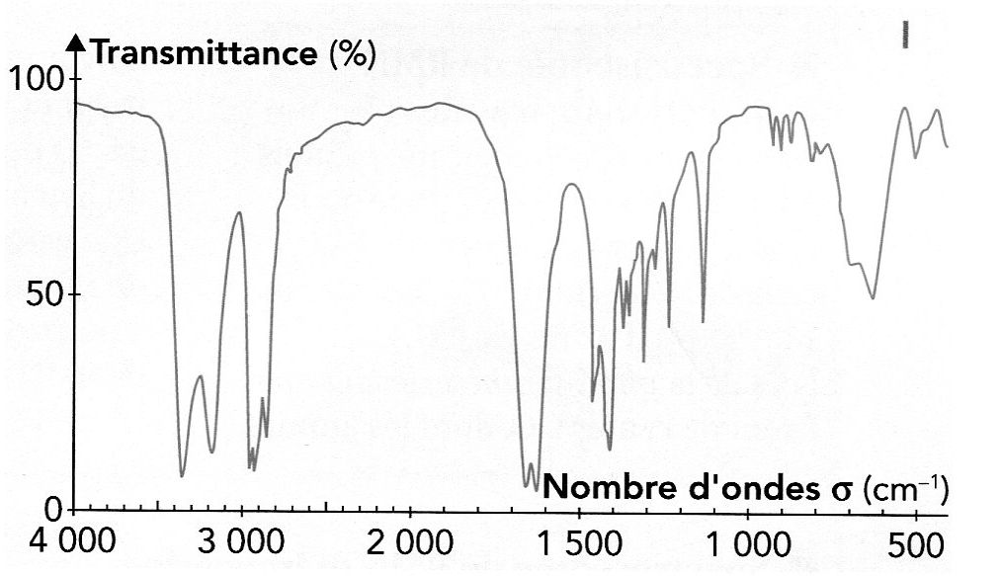 Transmittance (%)
100
50
0
Nombre d'ondes σ (cm⁻¹)
4 000 3 000 2 000 1 500 1 000 500